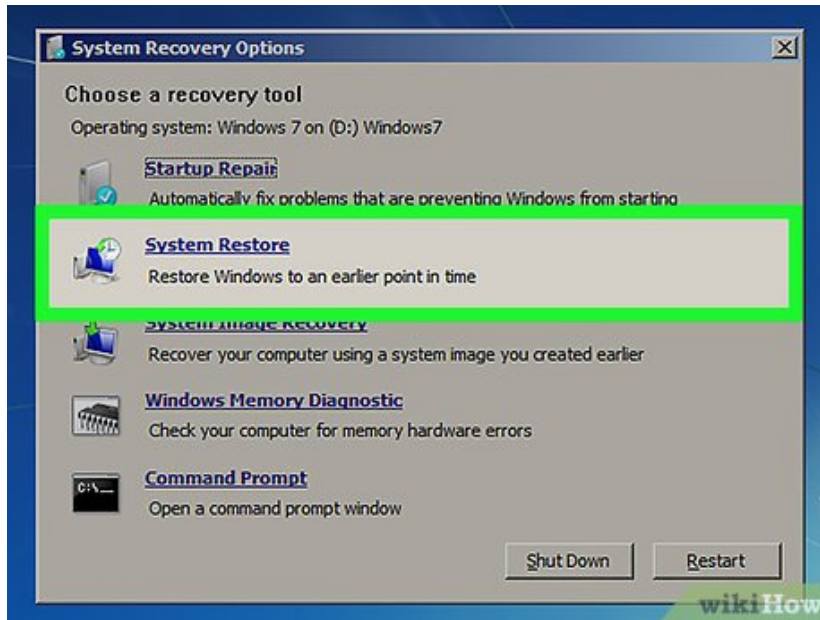 System Recovery Options
Choose a recovery tool
Operating system: Windows 7 on (D:) Windows7
Startup Repair
Automatically fix problems that are preventing Windows from starting
System Restore
Restore Windows to an earlier point in time
System Image Recovery
Recover your computer using a system image you created earlier
Windows Memory Diagnostic
Check your computer for memory hardware errors
C:\_
Command Prompt
Open a command prompt window
Shut Down
Restart
wikiHow